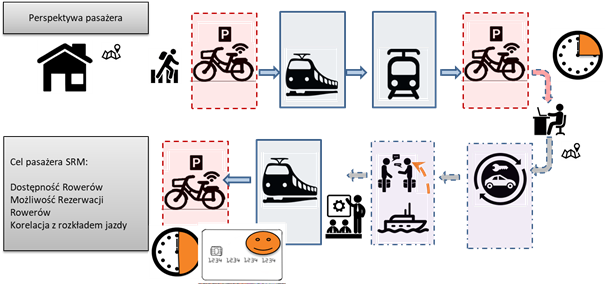 Perspektywa pasażera
P
P
Cel pasażera SRM:
Dostępność Rowerów
Możliwość Rezerwacji
Rowerów
Korelacja z rozkładem jazdy
P
1234 1234 1234 1234